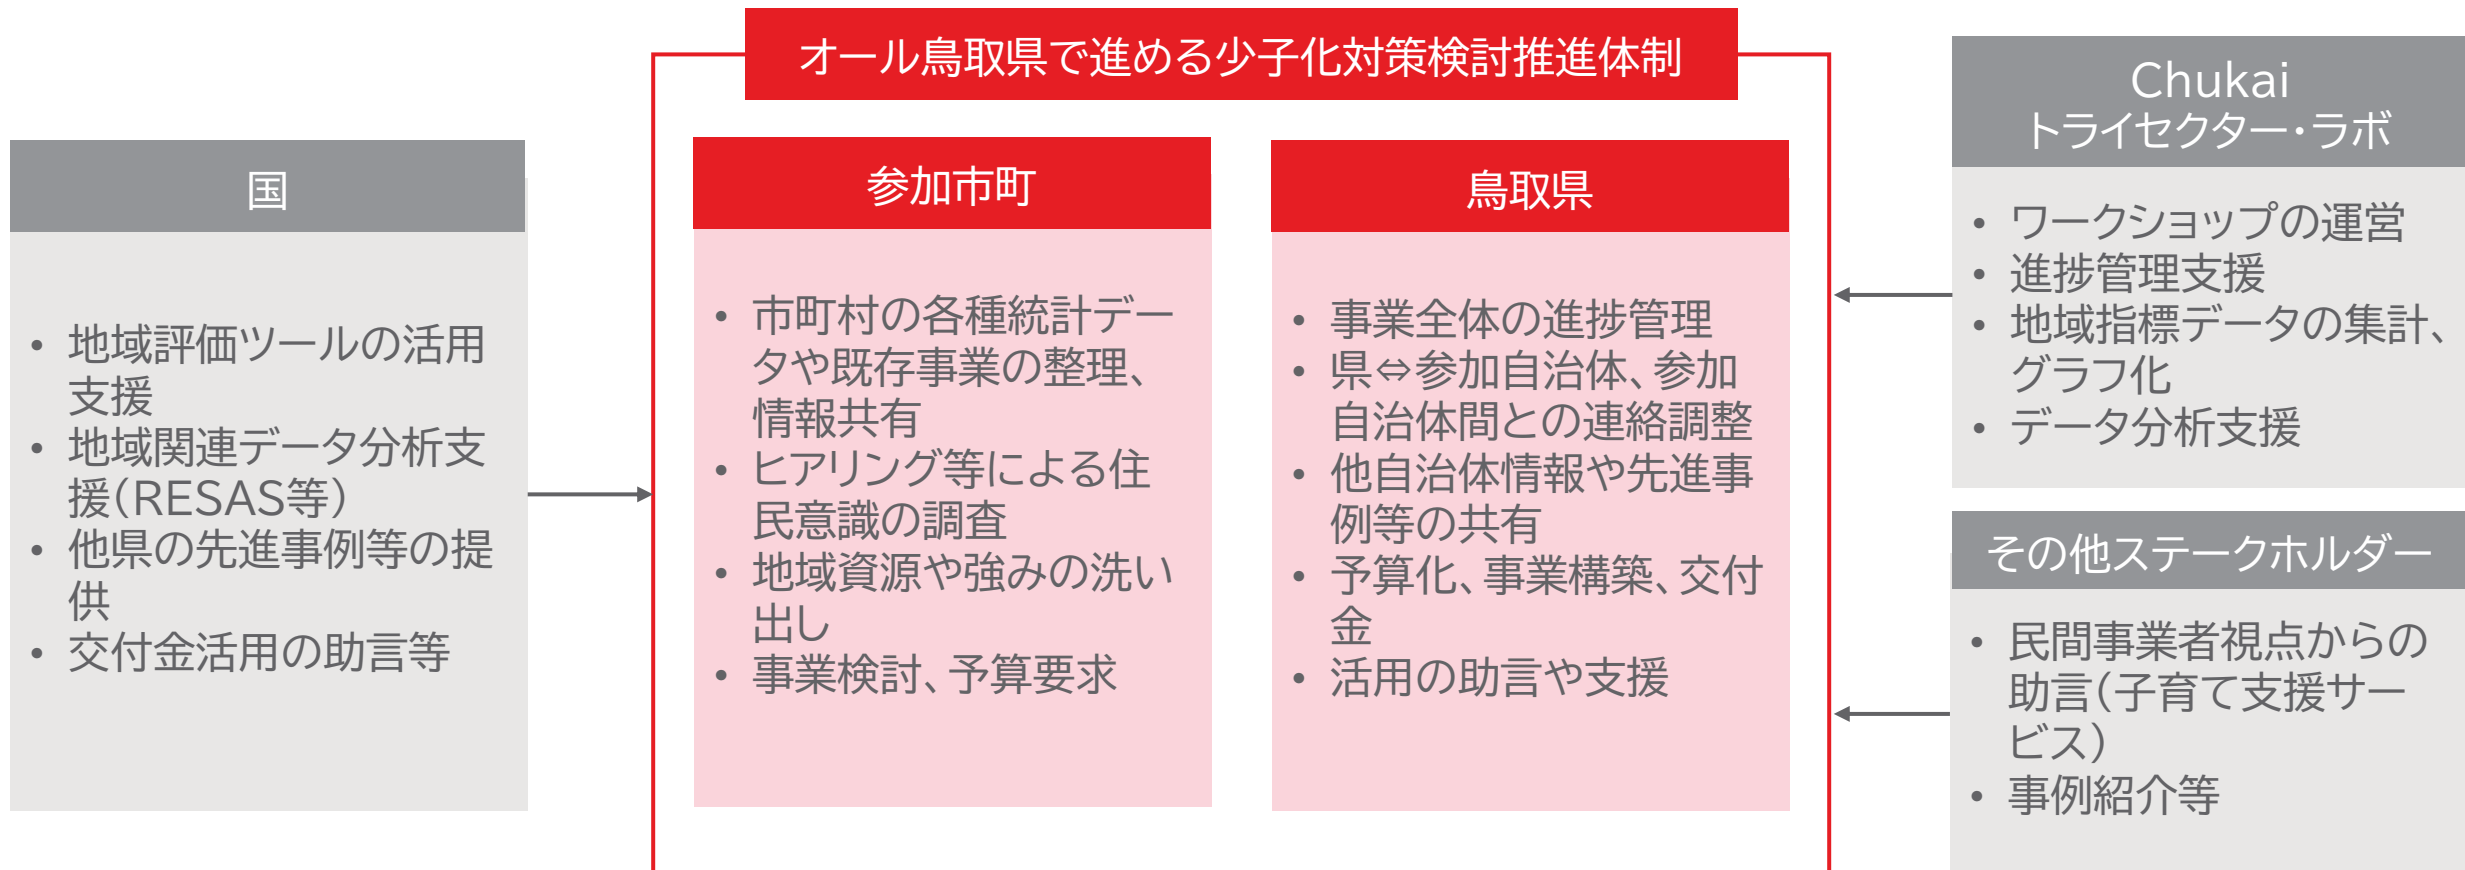 オール鳥取県で進める少子化対策検討推進体制
国
• 地域評価ツールの活用
支援
• 地域関連データ分析支
援(RESAS等)
• 他県の先進事例等の提
供
• 交付金活用の助言等
参加市町
• 市町村の各種統計デー
タや既存事業の整理、
情報共有
• ヒアリング等による住
民意識の調査
• 地域資源や強みの洗い
出し
• 事業検討、予算要求
鳥取県
• 事業全体の進捗管理
• 県⇔参加自治体、参加
自治体間との連絡調整
• 他自治体情報や先進事
例等の共有
• 予算化、事業構築、交付
金
• 活用の助言や支援
Chukai
トライセクター・ラボ
• ワークショップの運営
• 進捗管理支援
• 地域指標データの集計、
グラフ化
• データ分析支援
その他ステークホルダー
• 民間事業者視点からの
助言(子育て支援サー
ビス)
• 事例紹介等